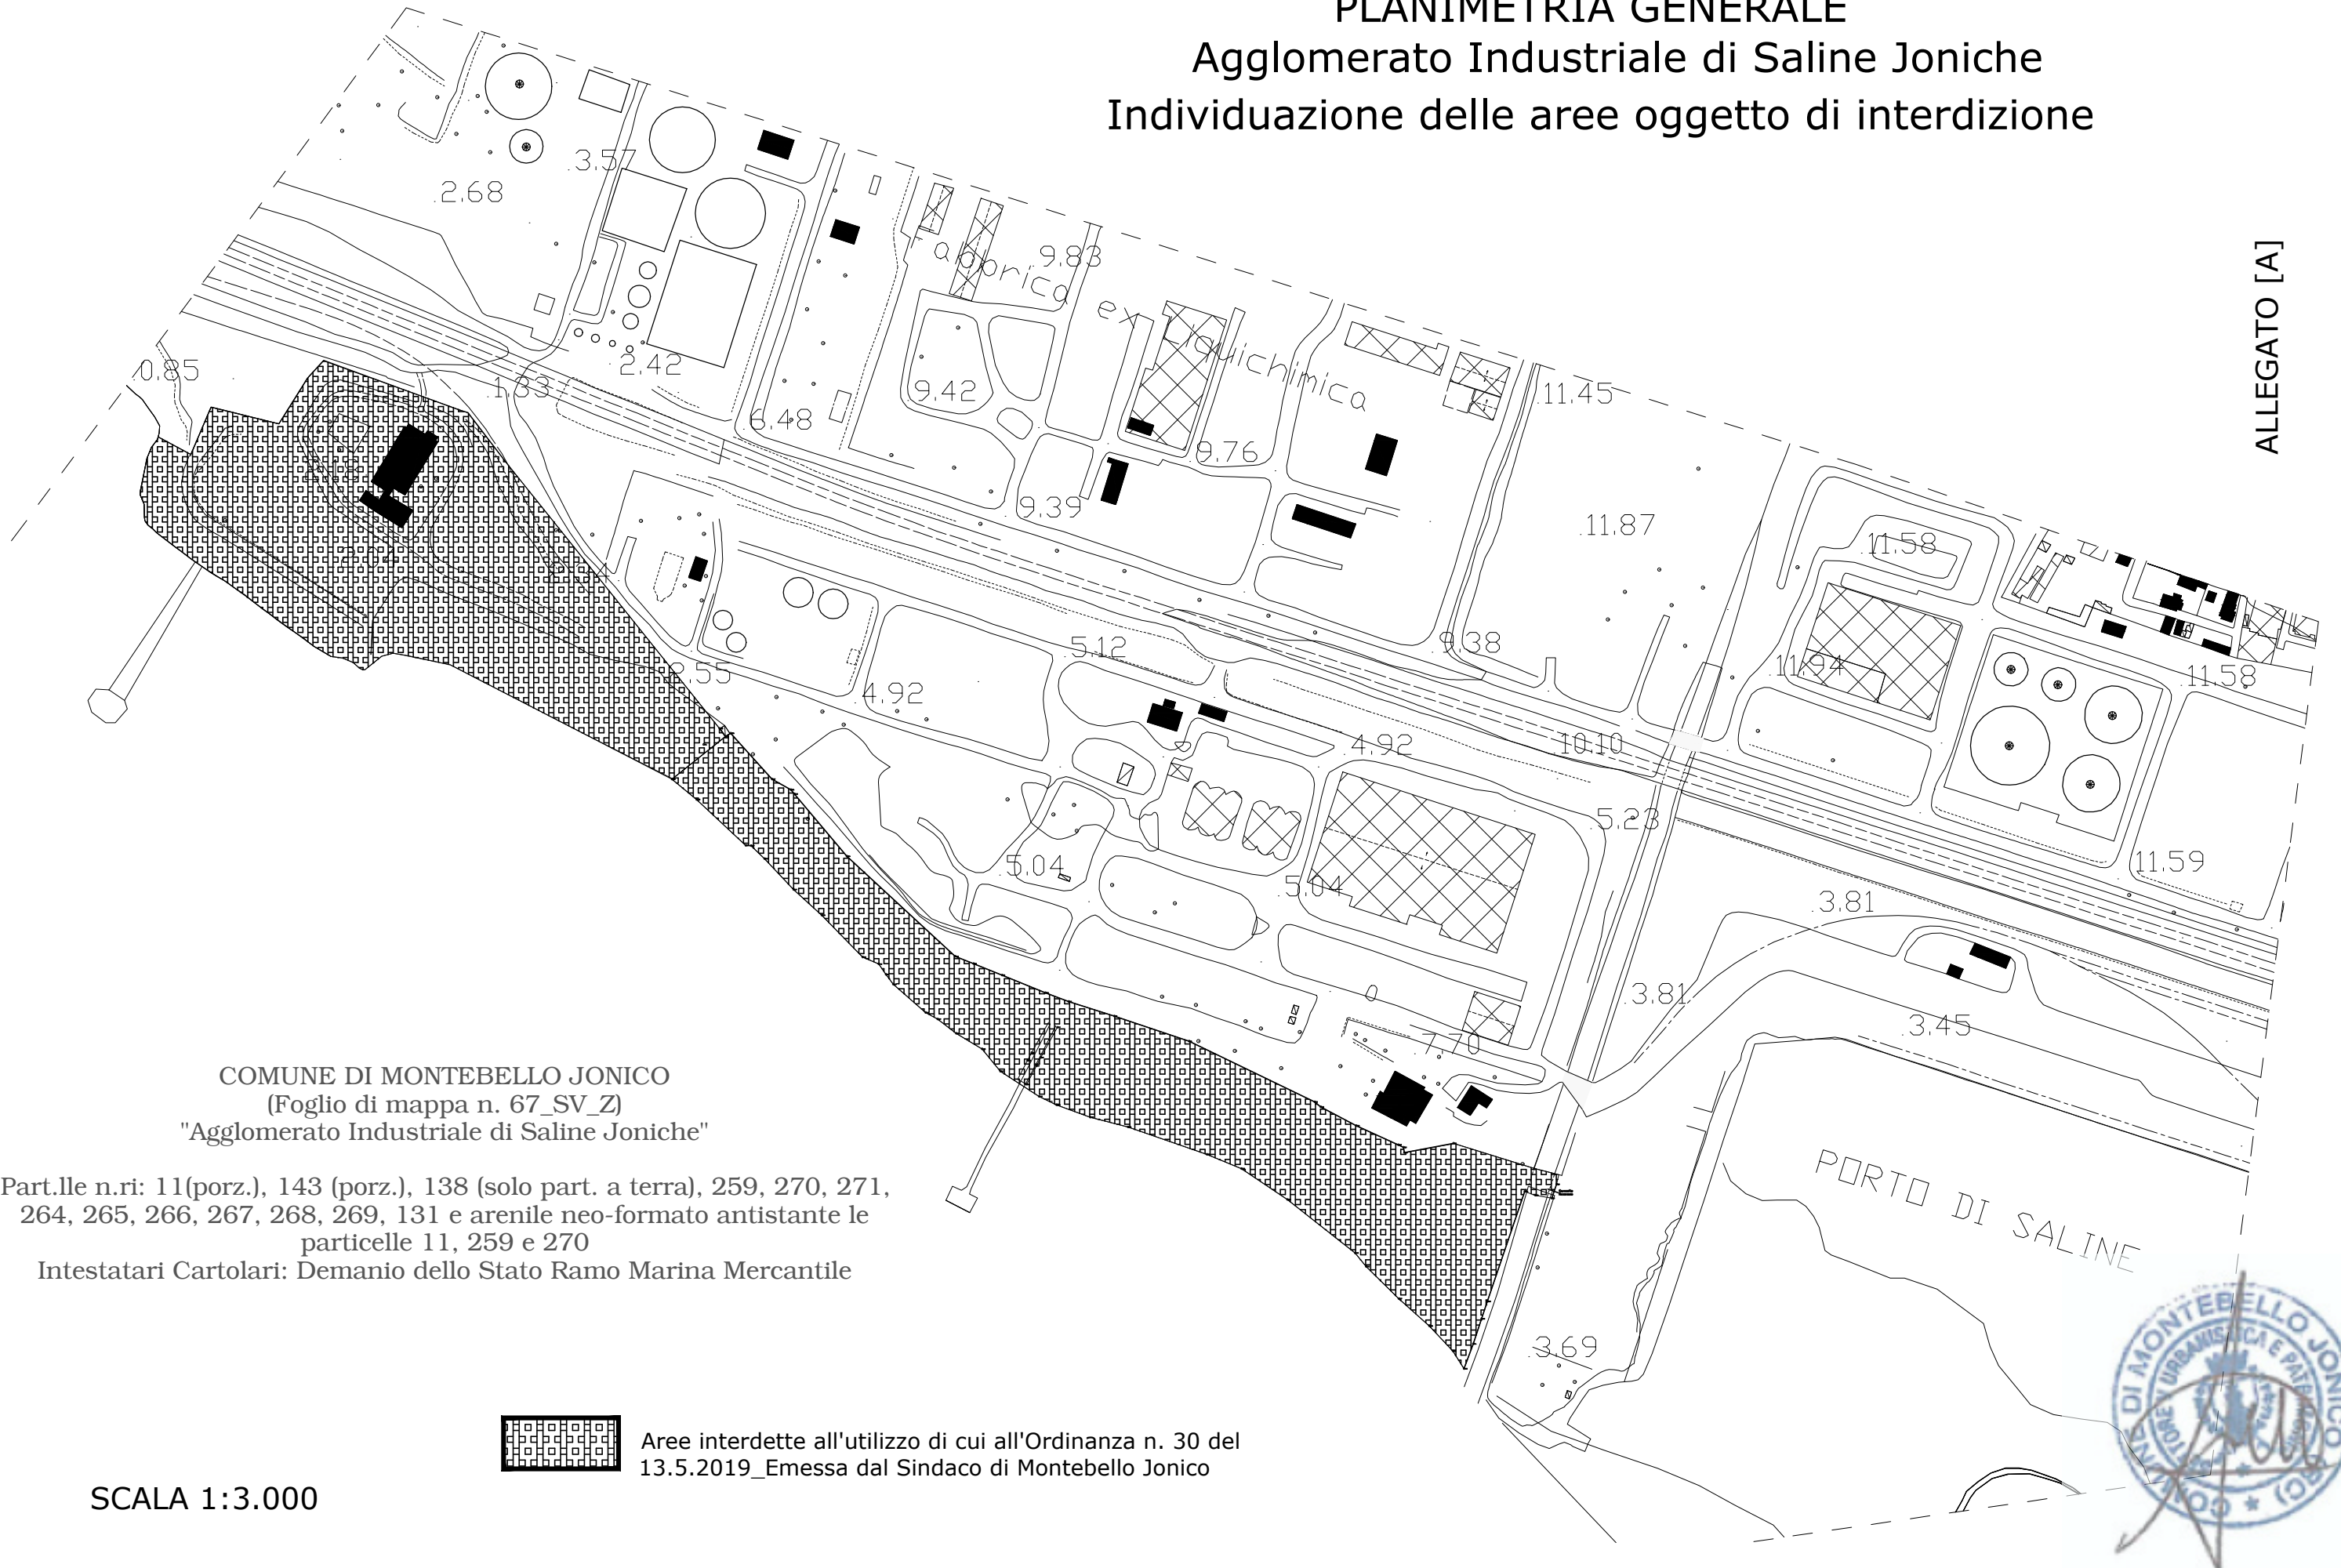 PLANIMETRIA GENERALE
Agglomerato Industriale di Saline Joniche
Individuazione delle aree oggetto di interdizione
ALLEGATO [A]
.2,68
.3,57
.0,85
.1,33
.2,42
.6,48
.9,42
.9,83
Fabbrica ex Liquichimica
.9,76
.9,39
.11,45
.11,87
.11,58
.9,38
.11,94
.11,58
.5,12
.4,92
.4,92
.10,10
.5,23
.5,04
.5,04
.11,59
.3,81
.3,81
.3,45
.7,70
PORTO DI SALINE
.3,69
COMUNE DI MONTEBELLO JONICO
(Foglio di mappa n. 67_SV_Z)
"Agglomerato Industriale di Saline Joniche"
Part.lle n.ri: 11(porz.), 143 (porz.), 138 (solo part. a terra), 259, 270, 271,
264, 265, 266, 267, 268, 269, 131 e arenile neo-formato antistante le
particelle 11, 259 e 270
Intestatari Cartolari: Demanio dello Stato Ramo Marina Mercantile
Aree interdette all'utilizzo di cui all'Ordinanza n. 30 del
13.5.2019_Emessa dal Sindaco di Montebello Jonico
SCALA 1:3.000
COMUNE DI MONTEBELLO JONICO (RC)
URBANISTICA E